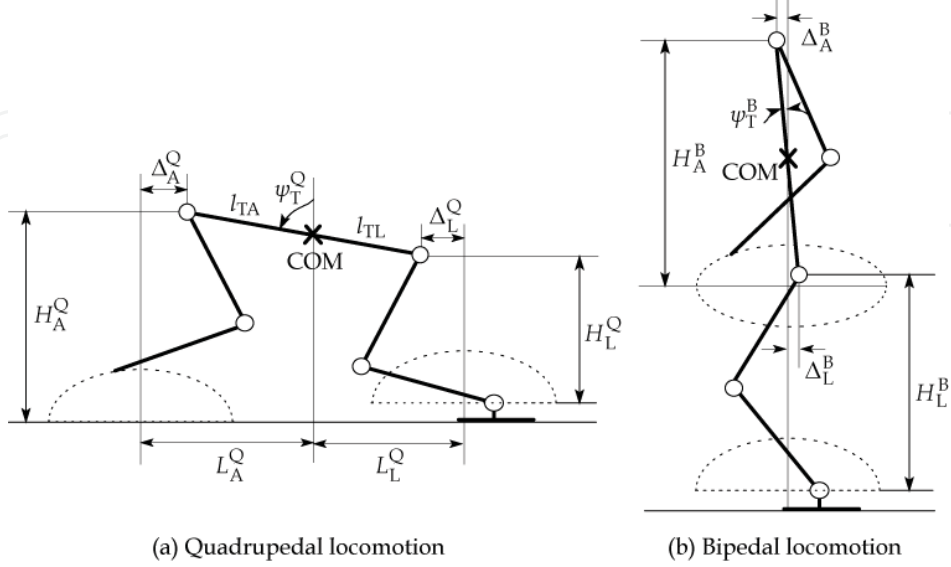 Δ_A^Q
l_TA
ψ_T^Q
l_TL
Δ_L^Q
COM
H_A^Q
H_L^Q
L_A^Q
L_L^Q
(a) Quadrupedal locomotion
Δ_A^B
ψ_T^B
H_A^B
COM
Δ_L^B
H_L^B
(b) Bipedal locomotion